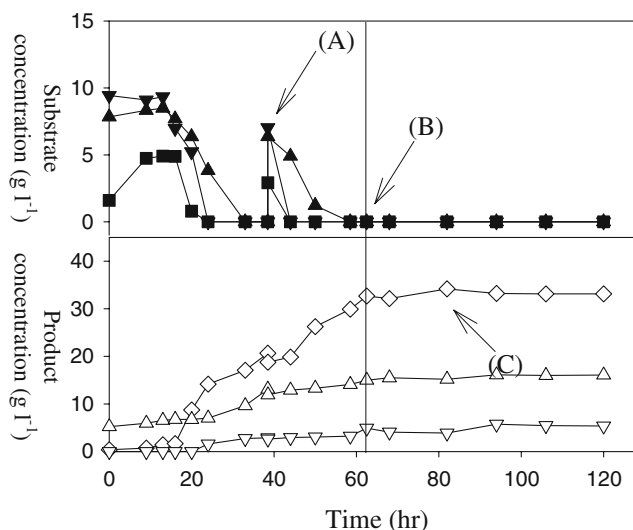 15
10
5
0
Substrate
concentration (g l-1)
(A)
(B)
40
30
20
10
0
Product
concentration (g l-1)
(C)
0 20 40 60 80 100 120
Time (hr)